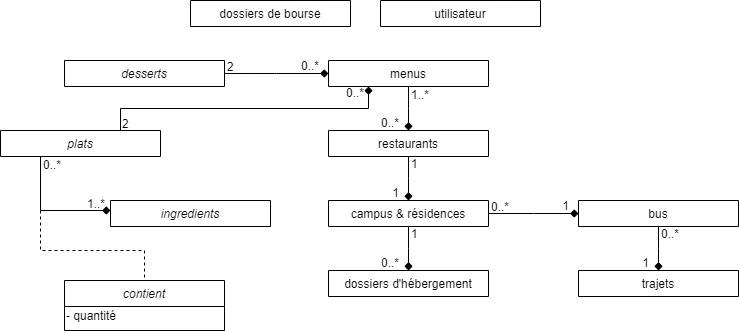 dossiers de bourse
utilisateur
desserts
2
0..*
menus
0..*
1..*
2
0..*
plats
restaurants
0..*
1
1..*
1
ingredients
campus & résidences
0..*
1
bus
1
0..*
0..*
1
contient
dossiers d'hébergement
trajets
- quantité